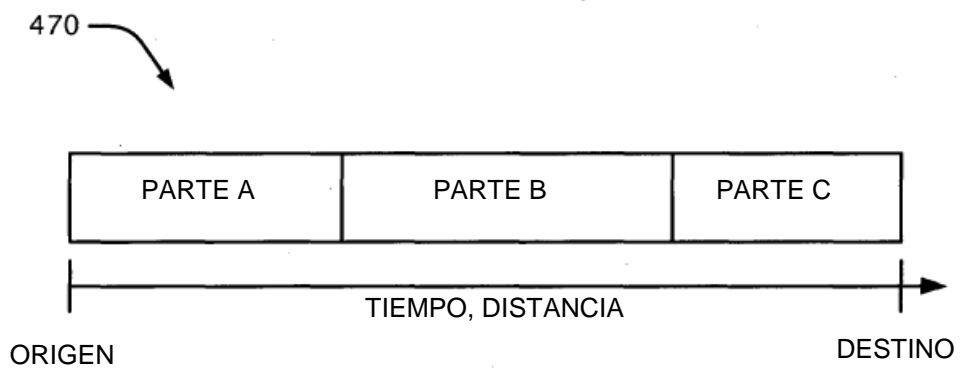 470
PARTE A PARTE B PARTE C
TIEMPO, DISTANCIA
ORIGEN DESTINO